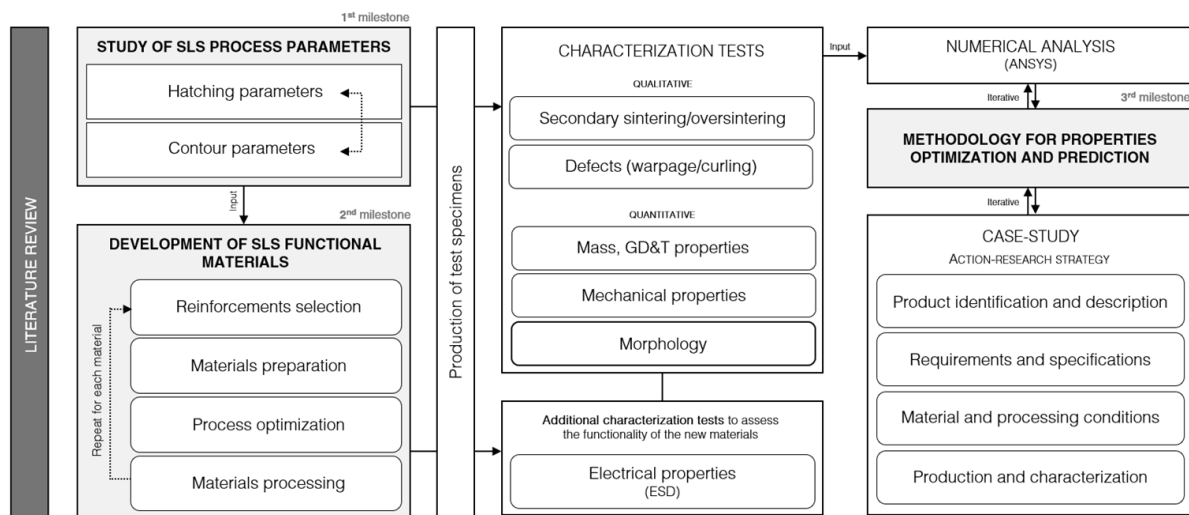 LITERATURE REVIEW
1st milestone
STUDY OF SLS PROCESS PARAMETERS
Hatching parameters
Contour parameters
Input
2nd milestone
DEVELOPMENT OF SLS FUNCTIONAL
MATERIALS
Repeat for each material
Reinforcements selection
Materials preparation
Process optimization
Materials processing
Production of test specimens
CHARACTERIZATION TESTS
QUALITATIVE
Secondary sintering/oversintering
Defects (warpage/curling)
QUANTITATIVE
Mass, GD&T properties
Mechanical properties
Morphology
Additional characterization tests to assess
the functionality of the new materials
Electrical properties
(ESD)
Input
NUMERICAL ANALYSIS
(ANSYS)
Iterative
3rd milestone
METHODOLOGY FOR PROPERTIES
OPTIMIZATION AND PREDICTION
Iterative
CASE-STUDY
ACTION-RESEARCH STRATEGY
Product identification and description
Requirements and specifications
Material and processing conditions
Production and characterization